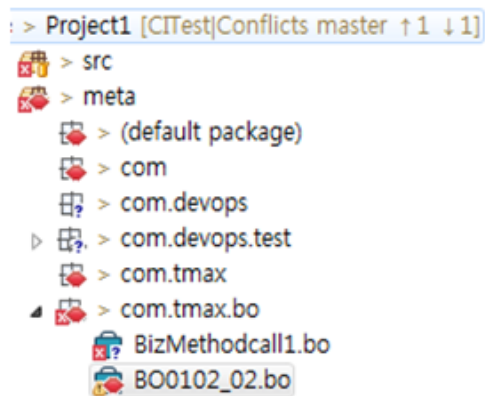 : > Project1 [CITest|Conflicts master ↑1 ↓1]
> src
> meta
> (default package)
> com
> com.devops
> com.devops.test
> com.tmax
> com.tmax.bo
BizMethodcall1.bo
BO0102_02.bo